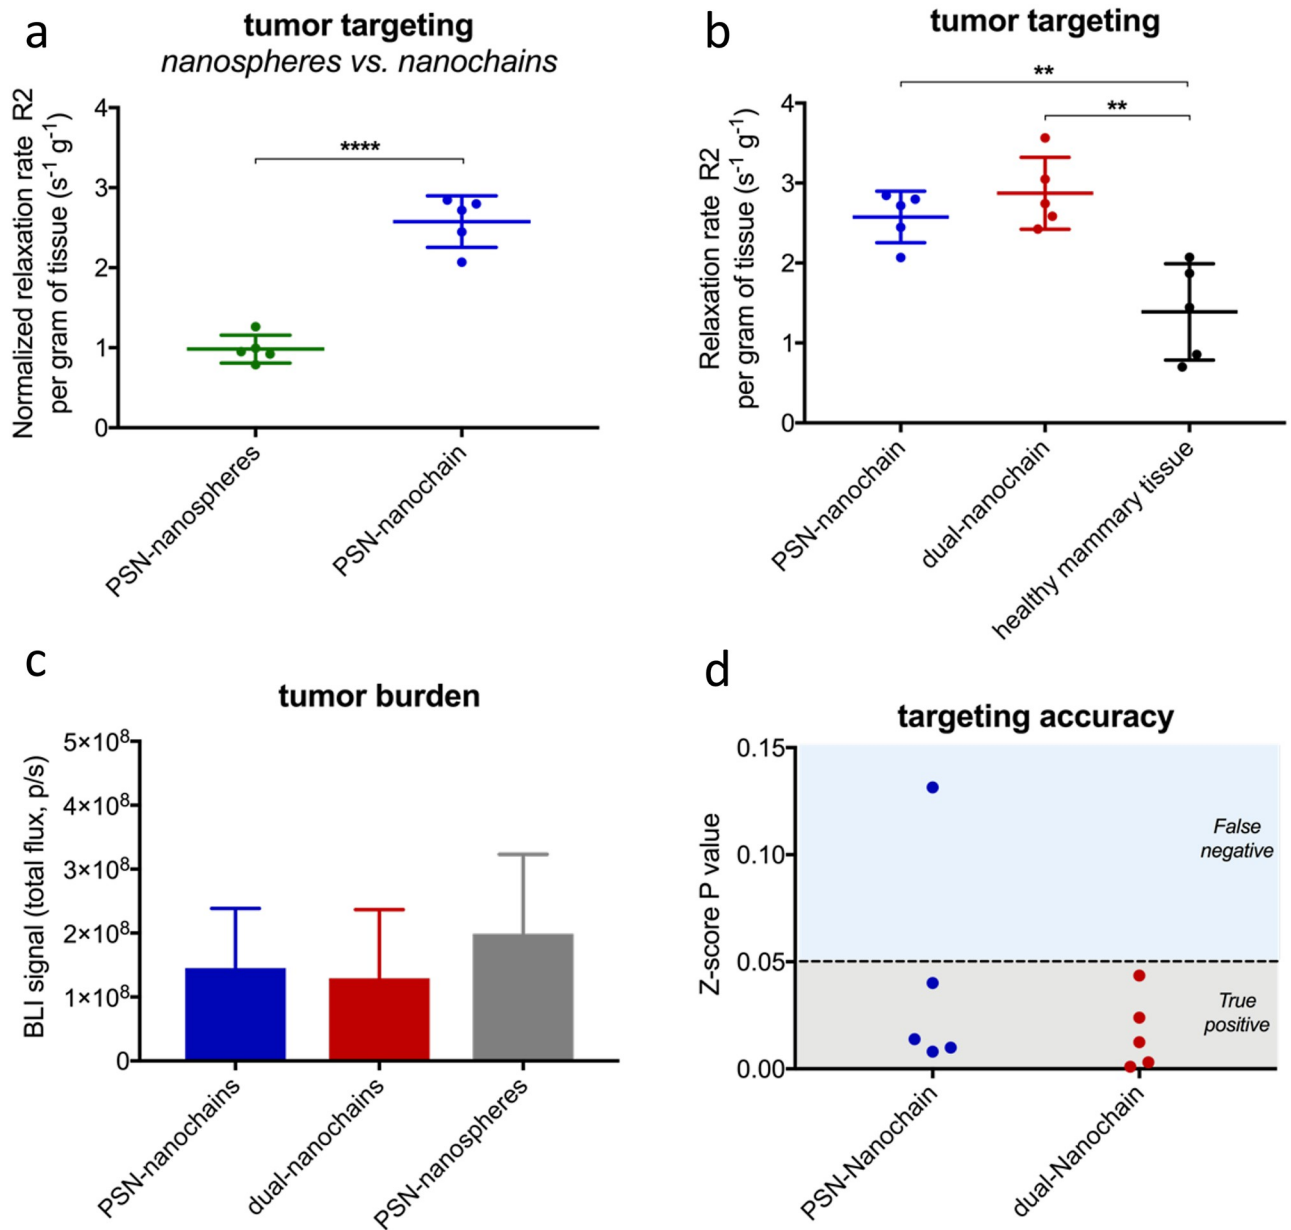 a
tumor targeting
nanospheres vs. nanochains
Normalized relaxation rate R2
per gram of tissue (s⁻¹ g⁻¹)
4
3
2
1
0
****
PSN-nanospheres
PSN-nanochain
b
tumor targeting
Relaxation rate R2
per gram of tissue (s⁻¹ g⁻¹)
4
3
2
1
0
**
**
PSN-nanochain
dual-nanochain
healthy mammary tissue
c
tumor burden
BLI signal (total flux, p/s)
5×10⁸
4×10⁸
3×10⁸
2×10⁸
1×10⁸
0
PSN-nanochains
dual-nanochains
PSN-nanospheres
d
targeting accuracy
Z-score P value
0.15
0.10
0.05
0.00
False
negative
True
positive
PSN-Nanochain
dual-Nanochain